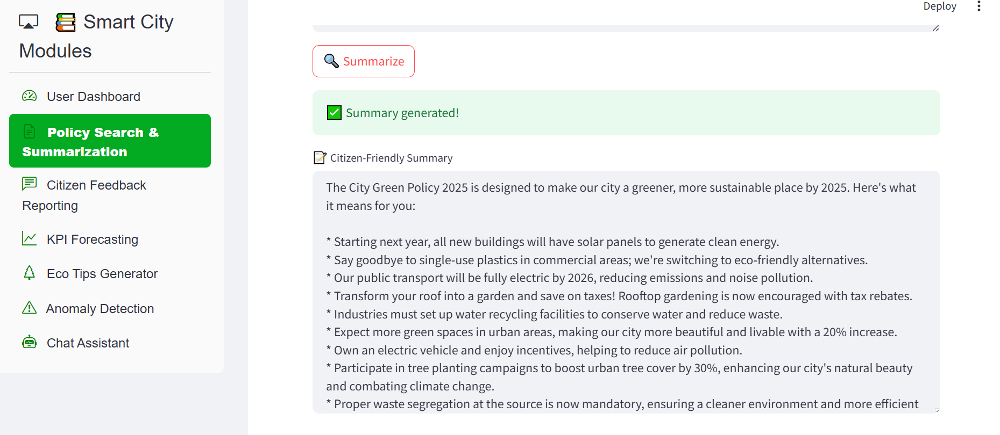 Deploy
Smart City
Modules
User Dashboard
Policy Search &
Summarization
Citizen Feedback
Reporting
KPI Forecasting
Eco Tips Generator
Anomaly Detection
Chat Assistant
Summarize
Summary generated!
Citizen-Friendly Summary
The City Green Policy 2025 is designed to make our city a greener, more sustainable place by 2025. Here's what
it means for you:
* Starting next year, all new buildings will have solar panels to generate clean energy.
* Say goodbye to single-use plastics in commercial areas; we're switching to eco-friendly alternatives.
* Our public transport will be fully electric by 2026, reducing emissions and noise pollution.
* Transform your roof into a garden and save on taxes! Rooftop gardening is now encouraged with tax rebates.
* Industries must set up water recycling facilities to conserve water and reduce waste.
* Expect more green spaces in urban areas, making our city more beautiful and livable with a 20% increase.
* Own an electric vehicle and enjoy incentives, helping to reduce air pollution.
* Participate in tree planting campaigns to boost urban tree cover by 30%, enhancing our city's natural beauty
and combating climate change.
* Proper waste segregation at the source is now mandatory, ensuring a cleaner environment and more efficient